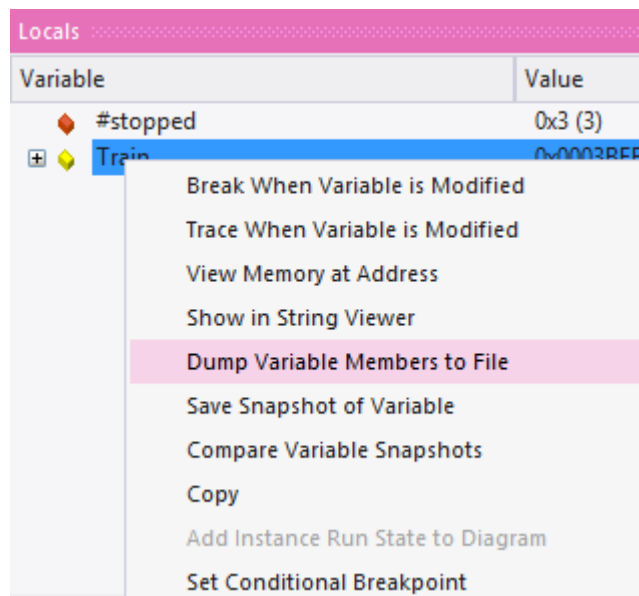 Locals
Variable Value
#stopped 0x3 (3)
Train
Break When Variable is Modified
Trace When Variable is Modified
View Memory at Address
Show in String Viewer
Dump Variable Members to File
Save Snapshot of Variable
Compare Variable Snapshots
Copy
Add Instance Run State to Diagram
Set Conditional Breakpoint